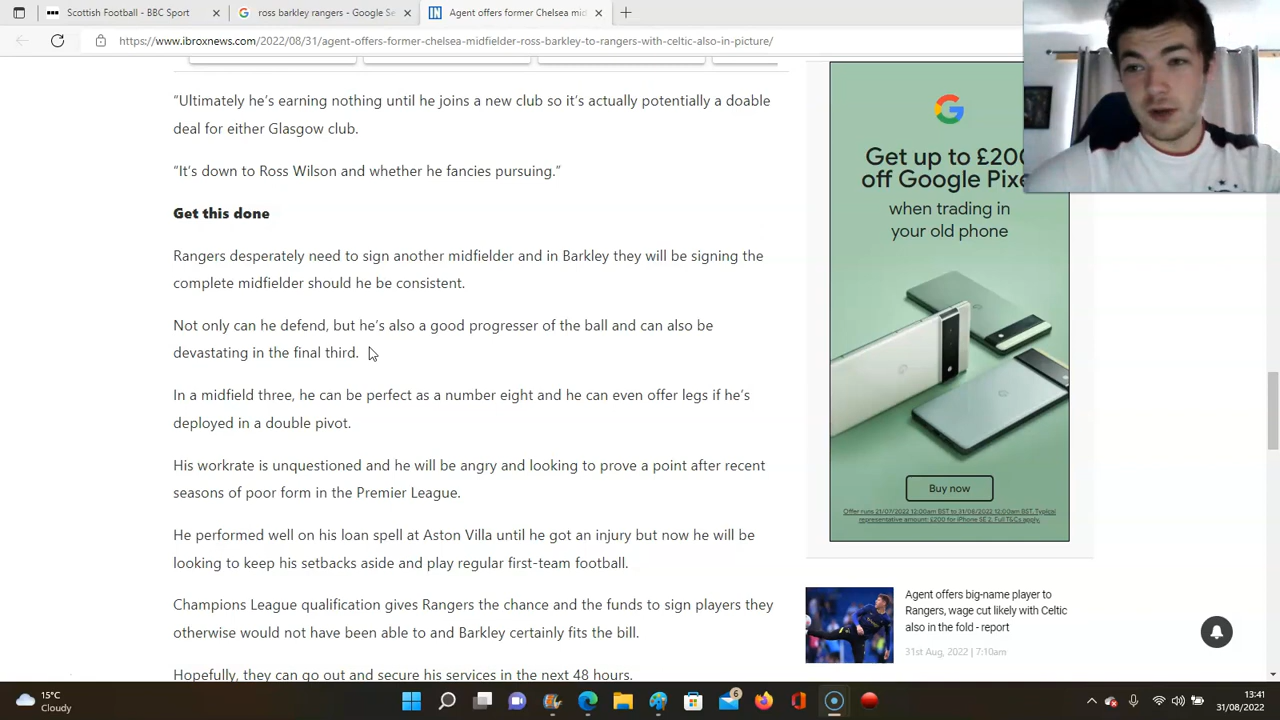 Scottish Football - BBC Sport
ross barkley rangers - Google Se
IN
Agent offers former Chelsea mid
https://www.ibroxnews.com/2022/08/31/agent-offers-former-chelsea-midfielder-ross-barkley-to-rangers-with-celtic-also-in-picture/
“Ultimately he’s earning nothing until he joins a new club so it’s actually potentially a doable
deal for either Glasgow club.
“It’s down to Ross Wilson and whether he fancies pursuing.”
Get this done
Rangers desperately need to sign another midfielder and in Barkley they will be signing the
complete midfielder should he be consistent.
Not only can he defend, but he’s also a good progresser of the ball and can also be
devastating in the final third.
In a midfield three, he can be perfect as a number eight and he can even offer legs if he’s
deployed in a double pivot.
His workrate is unquestioned and he will be angry and looking to prove a point after recent
seasons of poor form in the Premier League.
He performed well on his loan spell at Aston Villa until he got an injury but now he will be
looking to keep his setbacks aside and play regular first-team football.
Champions League qualification gives Rangers the chance and the funds to sign players they
otherwise would not have been able to and Barkley certainly fits the bill.
Hopefully, they can go out and secure his services in the next 48 hours.
G
Get up to £200
off Google Pixe
when trading in
your old phone
Buy now
Offer runs 21/07/2022 12:00am BST to 31/08/2022 12:00am BST. Typical
representative amount: £200 for iPhone SE 2. Full T&Cs apply.
Agent offers big-name player to
Rangers, wage cut likely with Celtic
also in the fold - report
31st Aug, 2022 | 7:10am
15°C
Cloudy
6
13:41
31/08/2022